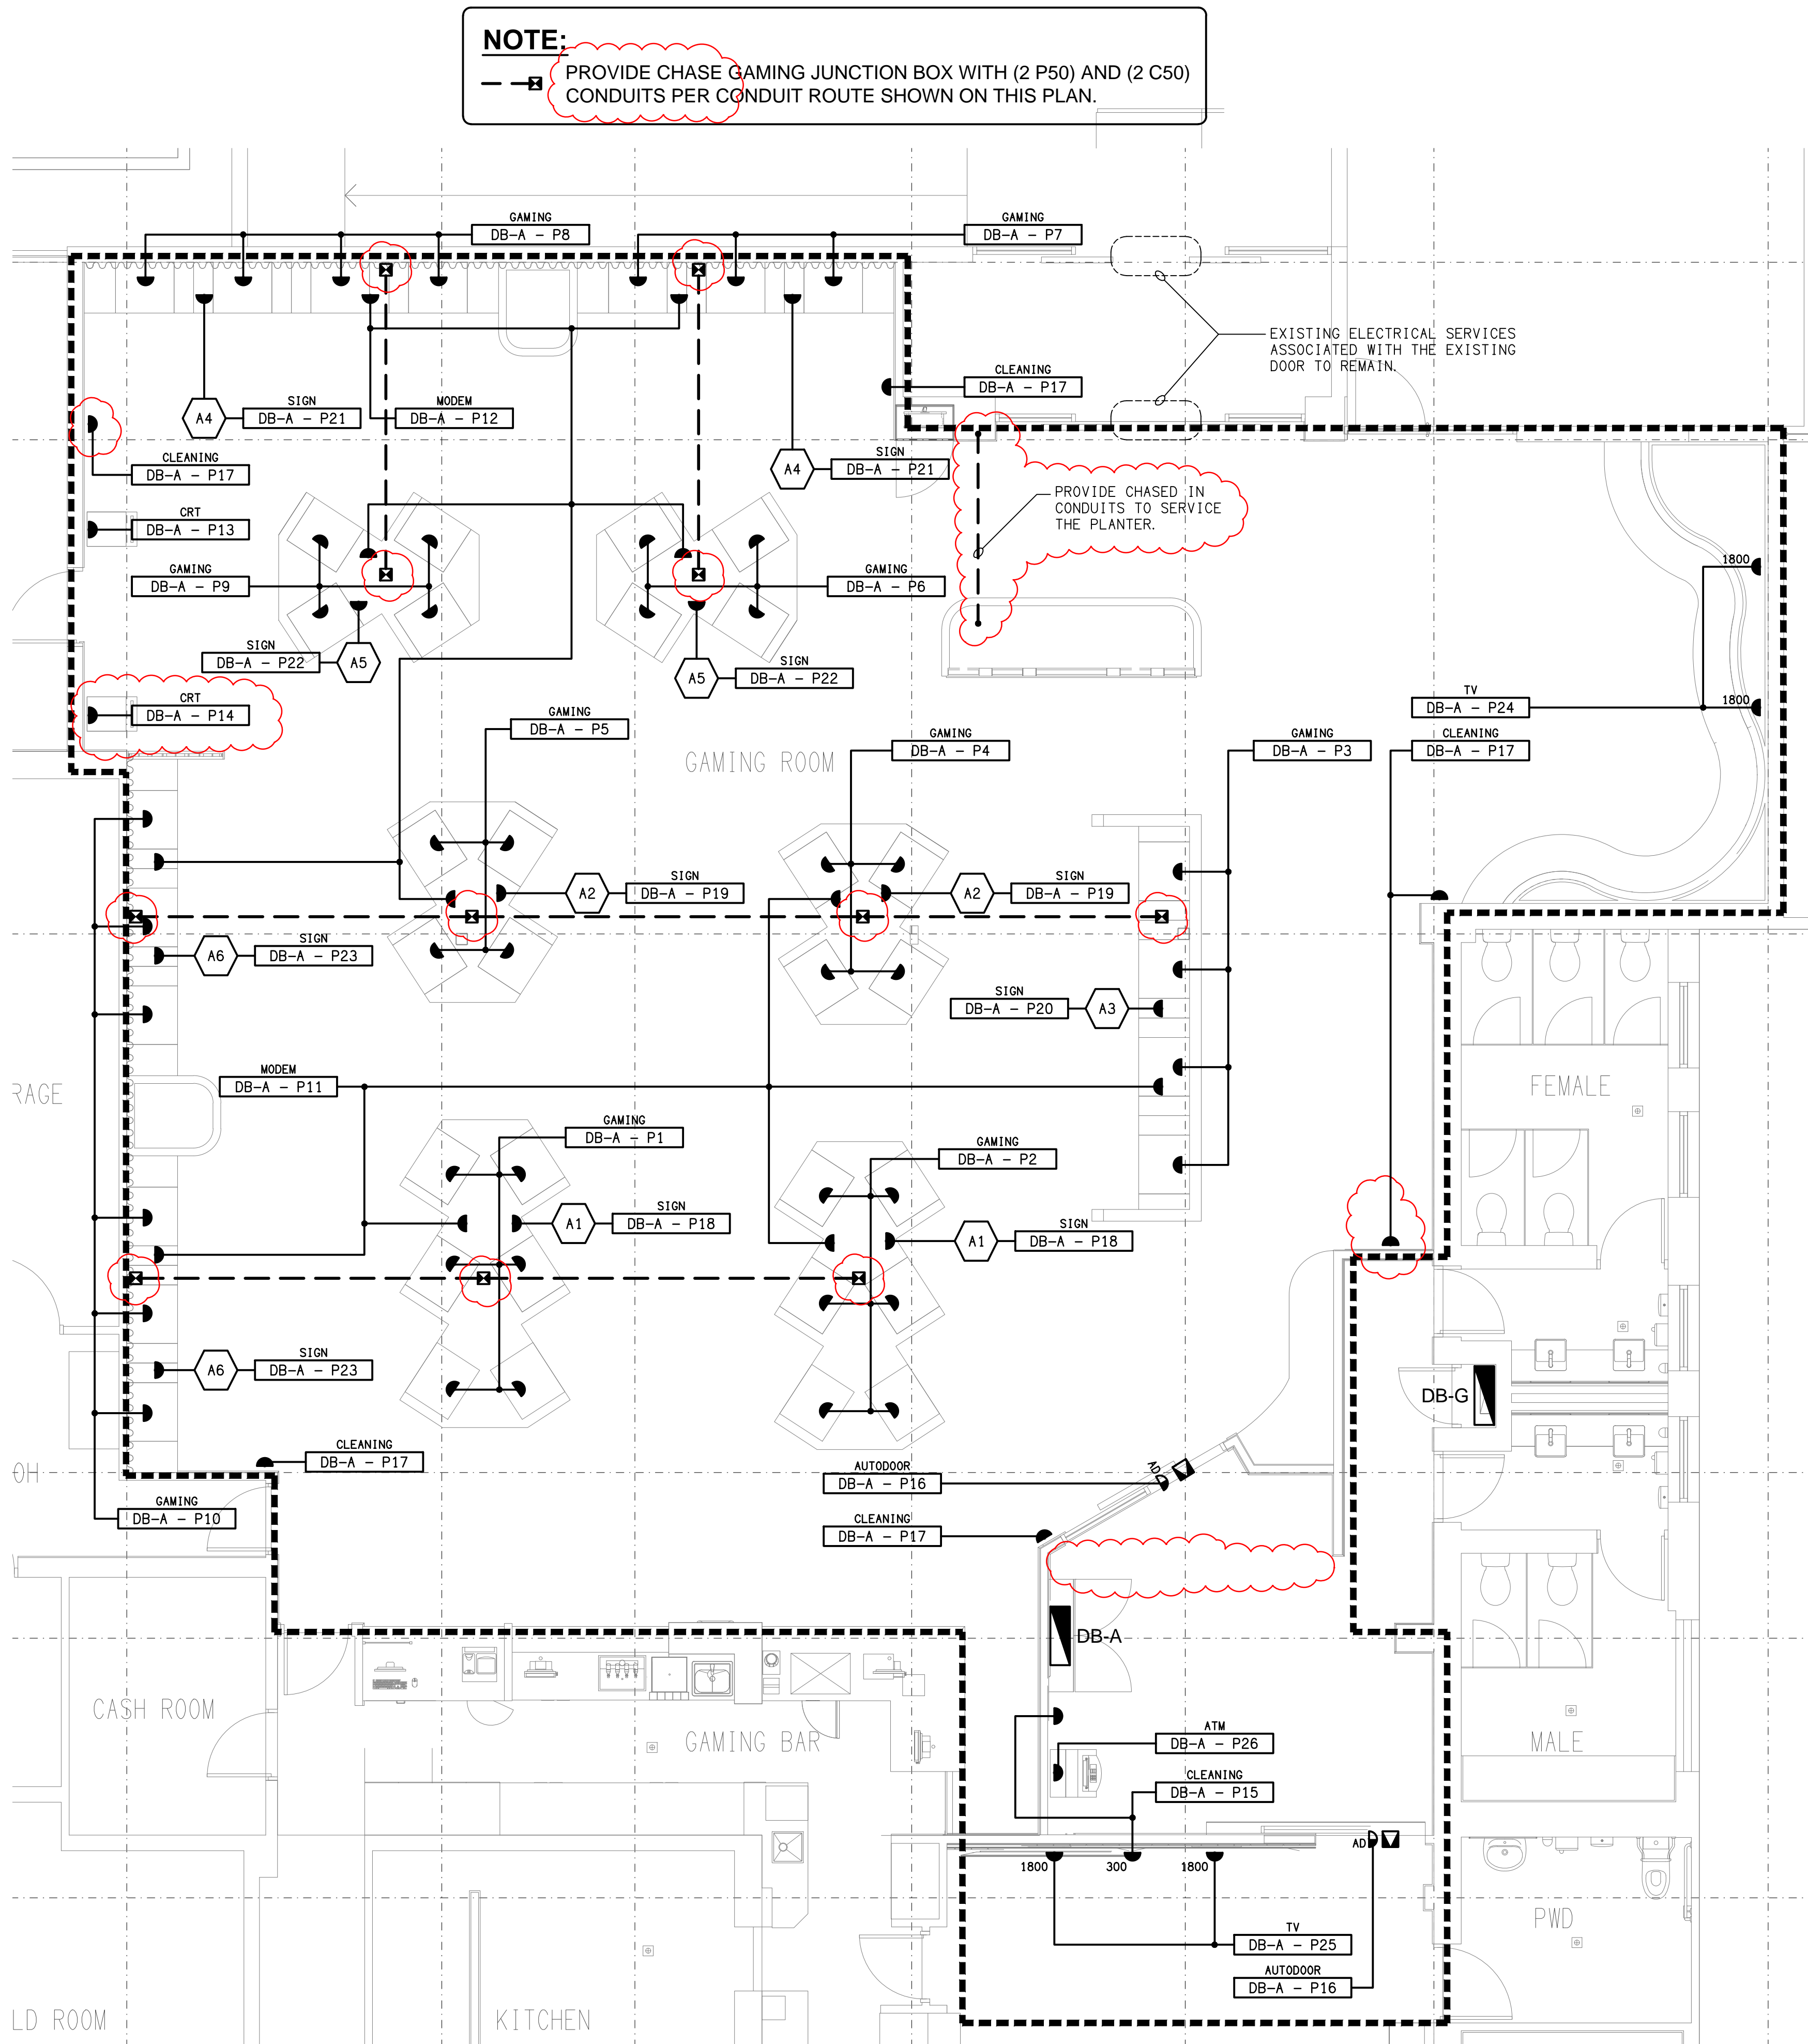 NOTE:
PROVIDE CHASE GAMING JUNCTION BOX WITH (2 P50) AND (2 C50)
CONDUITS PER CONDUIT ROUTE SHOWN ON THIS PLAN.
GAMING
DB-A - P8
GAMING
DB-A - P7
EXISTING ELECTRICAL SERVICES
ASSOCIATED WITH THE EXISTING
DOOR TO REMAIN.
CLEANING
DB-A - P17
A4
SIGN
DB-A - P21
MODEM
DB-A - P12
CLEANING
DB-A - P17
A4
SIGN
DB-A - P21
PROVIDE CHASED IN
CONDUITS TO SERVICE
THE PLANTER.
CRT
DB-A - P13
GAMING
DB-A - P9
GAMING
DB-A - P6
1800
SIGN
DB-A - P22
A5
A5
SIGN
DB-A - P22
CRT
DB-A - P14
TV
DB-A - P24
1800
GAMING
DB-A - P5
GAMING ROOM
GAMING
DB-A - P4
GAMING
DB-A - P3
CLEANING
DB-A - P17
A2
SIGN
DB-A - P19
A2
SIGN
DB-A - P19
A6
SIGN
DB-A - P23
SIGN
DB-A - P20
A3
RAGE
MODEM
DB-A - P11
FEMALE
GAMING
DB-A - P1
GAMING
DB-A - P2
A1
SIGN
DB-A - P18
A1
SIGN
DB-A - P18
A6
SIGN
DB-A - P23
DB-G
OH
CLEANING
DB-A - P17
AUTODOOR
DB-A - P16
AD
GAMING
DB-A - P10
CLEANING
DB-A - P17
DB-A
CASH ROOM
GAMING BAR
ATM
DB-A - P26
MALE
CLEANING
DB-A - P15
AD
1800
300
1800
PWD
TV
DB-A - P25
AUTODOOR
DB-A - P16
LD ROOM
KITCHEN